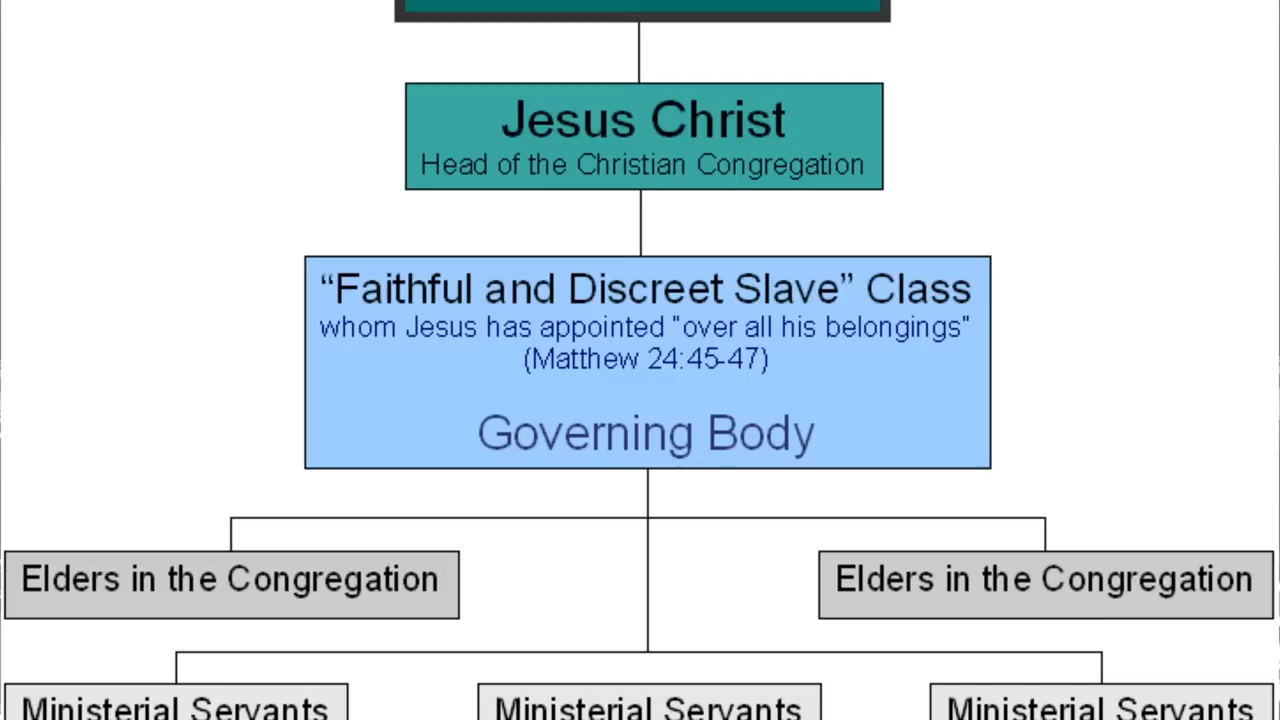 Jesus Christ
Head of the Christian Congregation
“Faithful and Discreet Slave” Class
whom Jesus has appointed "over all his belongings"
(Matthew 24:45-47)
Governing Body
Elders in the Congregation
Elders in the Congregation
Ministerial Servants
Ministerial Servants
Ministerial Servants